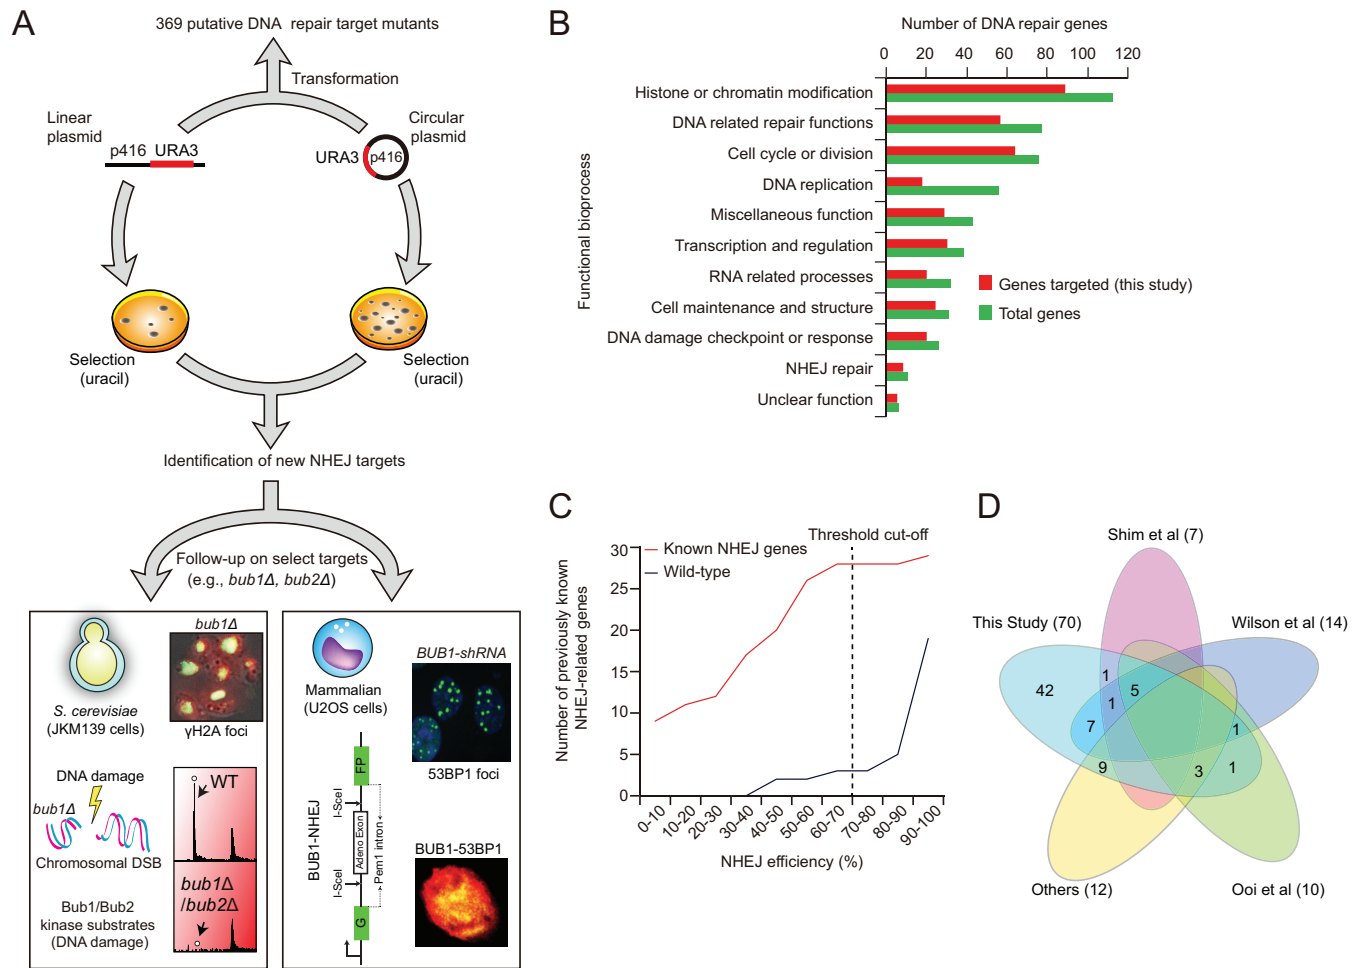 A
369 putative DNA repair target mutants
Transformation
Linear
plasmid
p416 URA3
Circular
plasmid
URA3
p416
Selection
(uracil)
Selection
(uracil)
Identification of new NHEJ targets
Follow-up on select targets
(e.g., bub1Δ, bub2Δ)
S. cerevisiae
(JKM139 cells)
bub1Δ
γH2A foci
DNA damage
bub1Δ
Chromosomal DSB
Bub1/Bub2
kinase substrates
(DNA damage)
WT
bub1Δ
/bub2Δ
Mammalian
(U2OS cells)
BUB1-shRNA
53BP1 foci
BUB1-53BP1
BUB1-NHEJ
FP
I-SceI
Adeno Exon
Pem1 intron
I-SceI
G
B
Number of DNA repair genes
0 20 40 60 80 100 120
Functional bioprocess
Histone or chromatin modification
DNA related repair functions
Cell cycle or division
DNA replication
Miscellaneous function
Transcription and regulation
RNA related processes
Cell maintenance and structure
DNA damage checkpoint or response
NHEJ repair
Unclear function
Genes targeted (this study)
Total genes
C
Number of previously known
NHEJ-related genes
30
25
20
15
10
5
0
Threshold cut-off
Known NHEJ genes
Wild-type
0-10 10-20 20-30 30-40 40-50 50-60 60-70 70-80 80-90 90-100
NHEJ efficiency (%)
D
Shim et al (7)
This Study (70)
Wilson et al (14)
Others (12)
Ooi et al (10)
42
1
5
1
7
1
9
3
1